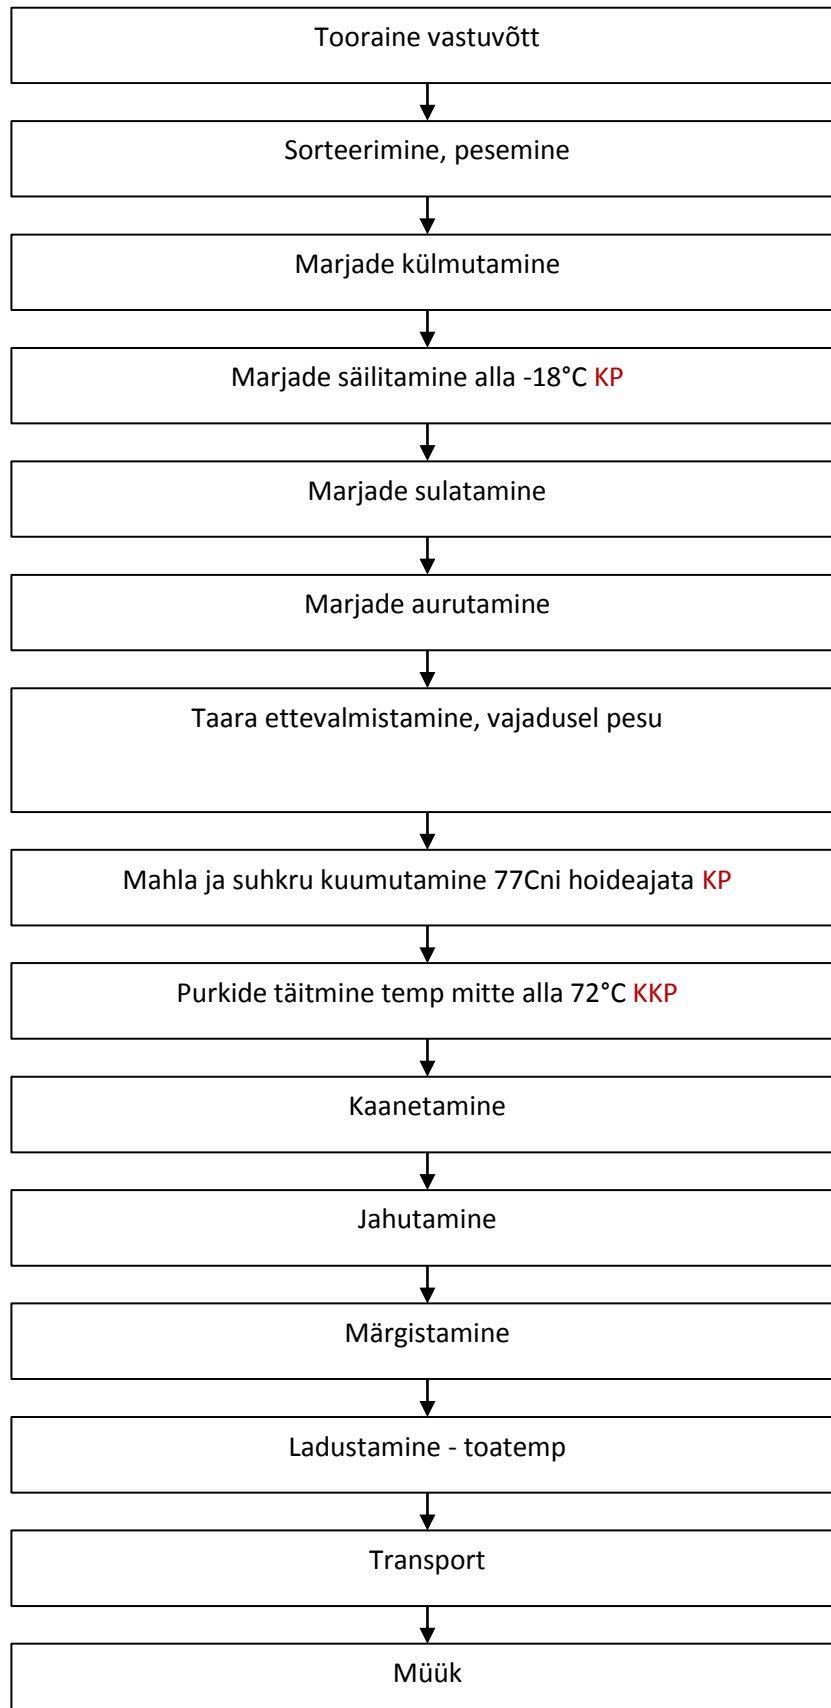 Tooraine vastuvõtt
Sorteerimine, pesemine
Marjade külmutamine
Marjade säilitamine alla -18°C KP
Marjade sulatamine
Marjade aurutamine
Taara ettevalmistamine, vajadusel pesu
Mahla ja suhkru kuumutamine 77Cni hoideajata KP
Purkide täitmine temp mitte alla 72°C KKP
Kaanetamine
Jahutamine
Märgistamine
Ladustamine - toatemp
Transport
Müük